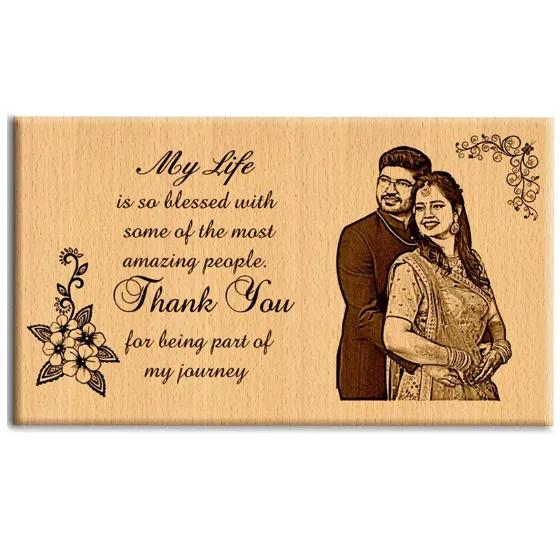 My Life
is so blessed with
some of the most
amazing people.
Thank You
for being part of
my journey